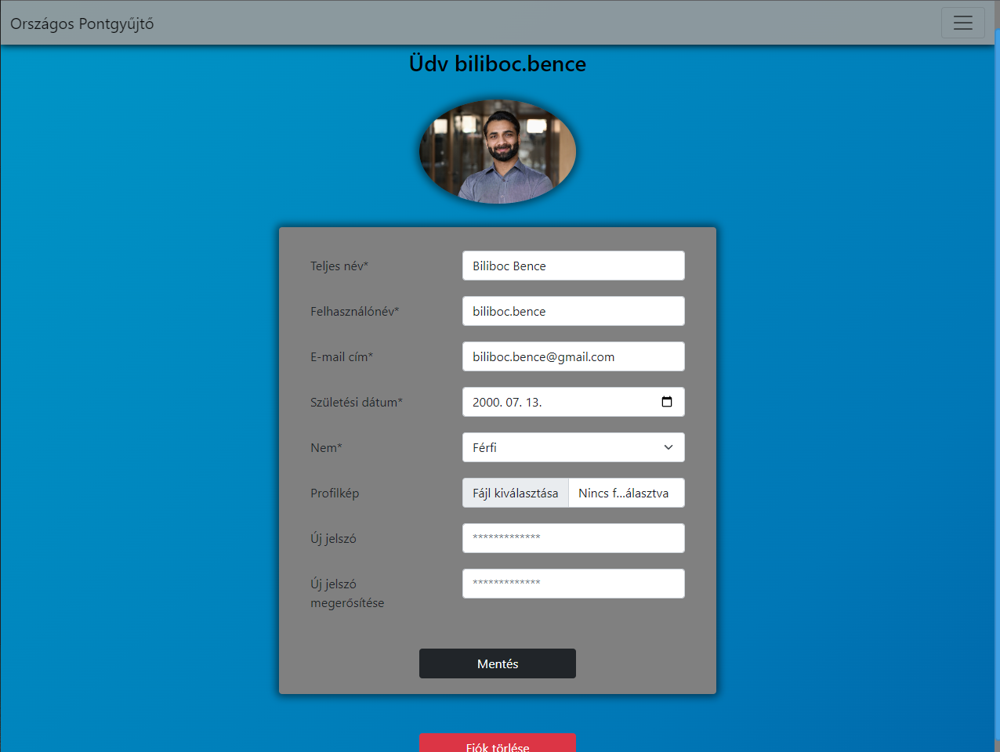 Országos Pontgyűjtő
Üdv biliboc.bence
Teljes név*
Biliboc Bence
Felhasználónév*
biliboc.bence
E-mail cím*
biliboc.bence@gmail.com
Születési dátum*
2000. 07. 13.
Nem*
Férfi
Profilkép
Fájl kiválasztása
Nincs f...álasztva
Új jelszó
*************
Új jelszó
megerősítése
*************
Mentés
Fiók törlése